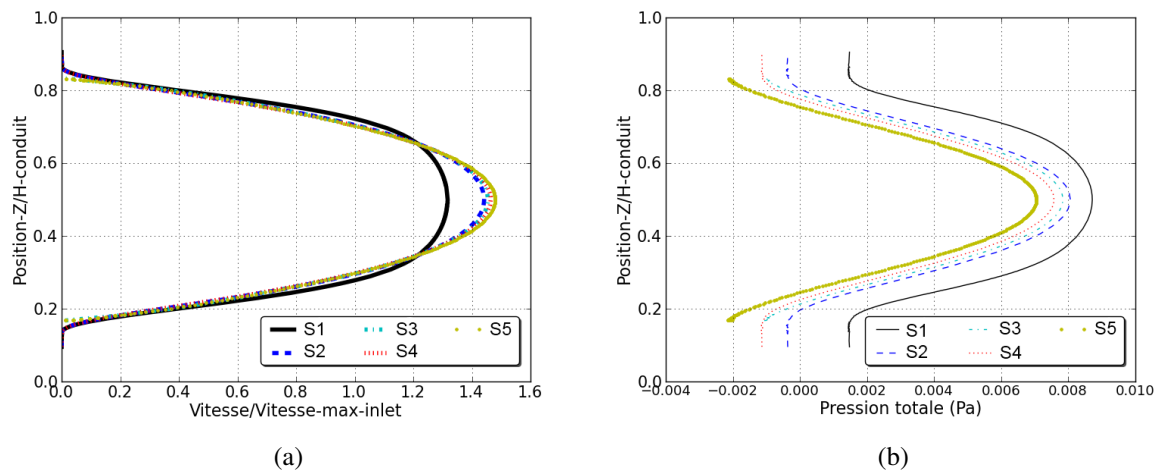 1.0
0.8
0.6
0.4
0.2
0.0
Position-Z/H-conduit
0.0 0.2 0.4 0.6 0.8 1.0 1.2 1.4 1.6
Vitesse/Vitesse-max-inlet
S1 S3 S5
S2 S4
(a)
1.0
0.8
0.6
0.4
0.2
0.0
Position-Z/H-conduit
−0.004 −0.002 0.000 0.002 0.004 0.006 0.008 0.010
Pression totale (Pa)
S1 S3 S5
S2 S4
(b)